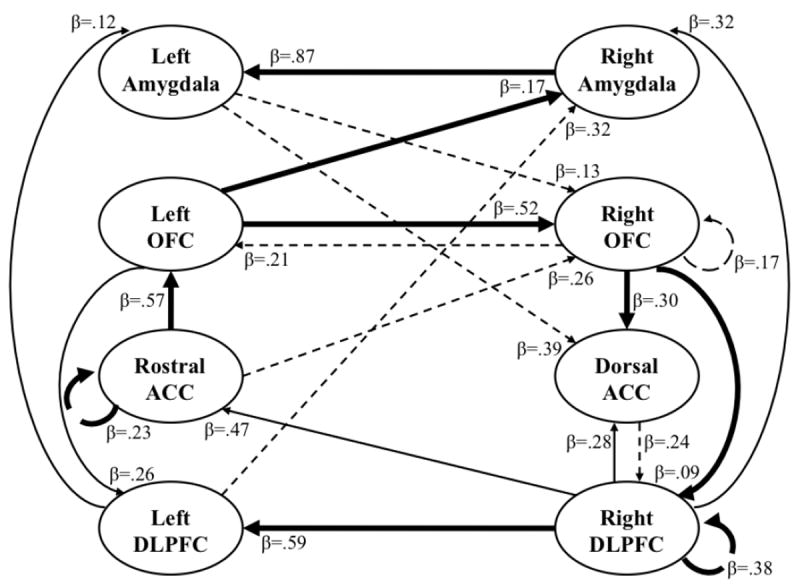 β=.12
Left
Amygdala
β=.87
Right
Amygdala
β=.32
β=.17
β=.32
β=.13
Left
OFC
β=.52
Right
OFC
β=.21
β=.26
β=.17
β=.57
β=.30
Rostral
ACC
β=.39
Dorsal
ACC
β=.23
β=.47
β=.28
β=.24
β=.26
β=.09
Left
DLPFC
β=.59
Right
DLPFC
β=.38